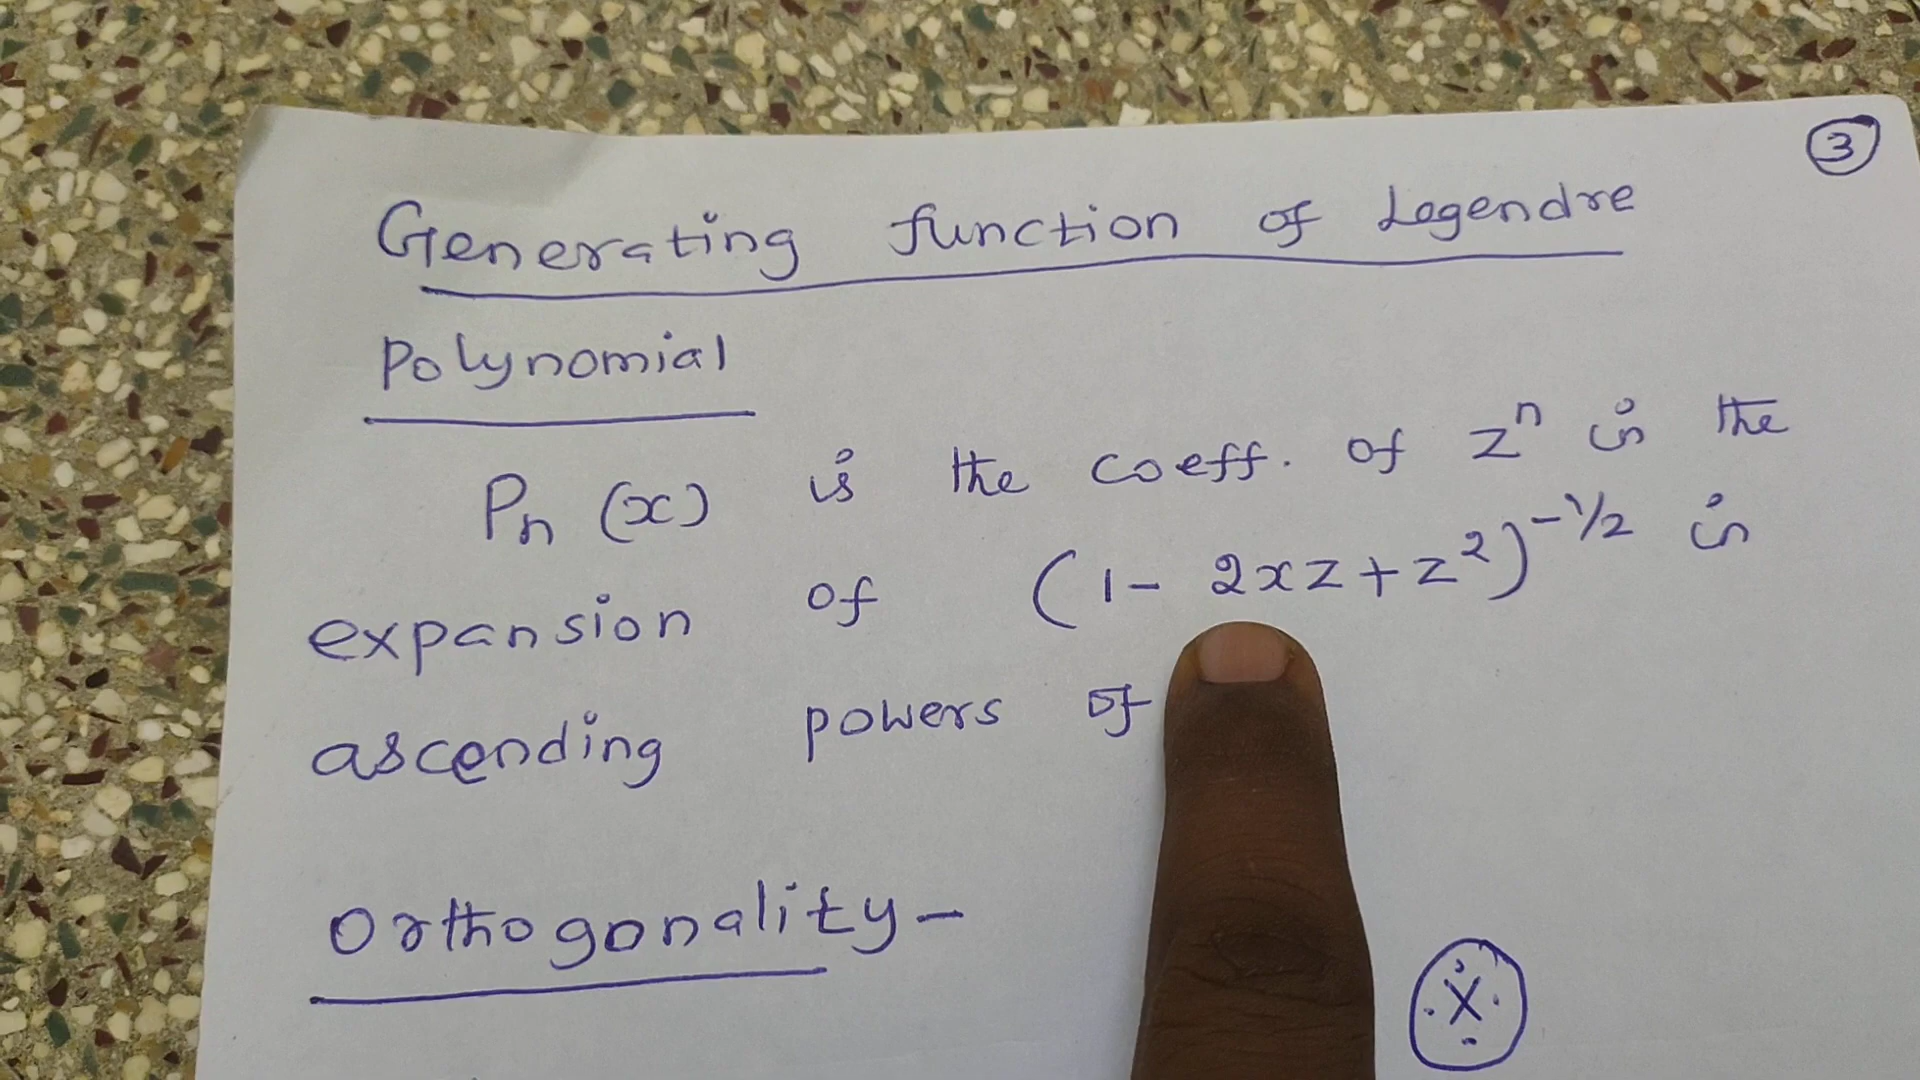 3
Generating function of Legendre
Polynomial
Pn (x) is the coeff. of zⁿ in the
expansion of (1 - 2xz + z²)^-1/2 in
ascending powers of
Orthogonality -
X